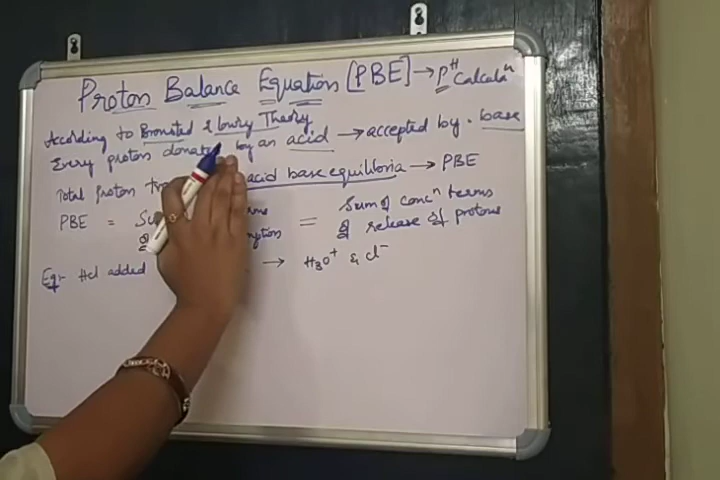 Proton Balance Equation [PBE] → pH Calculan
According to Bronsted & lowry Theory
Every proton donated by an acid → accepted by . base
Total proton acid base equilibria → PBE
PBE = = Sum of concn terms
of release of protons
Eg:- Hcl added → H3O+ & cl-